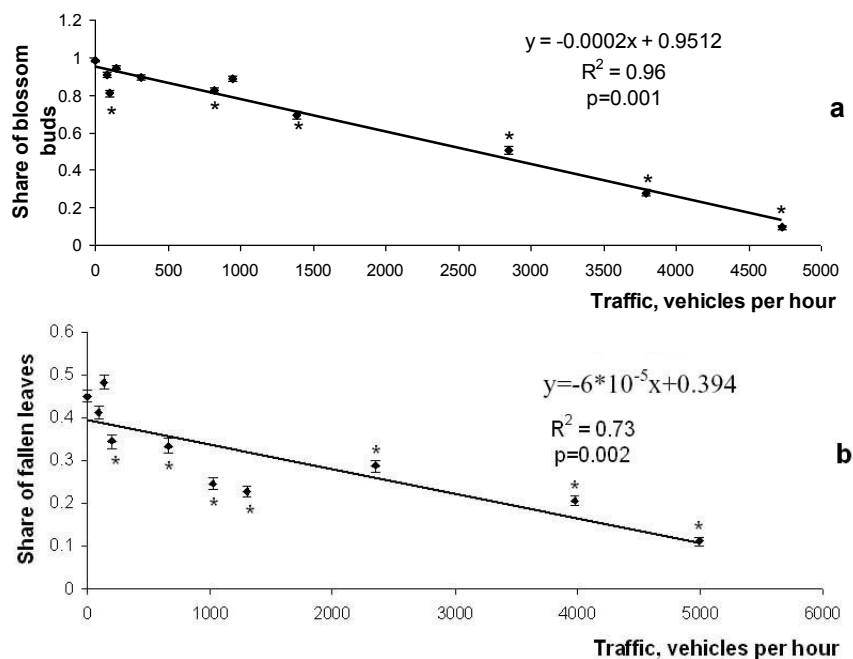 1.2
1
0.8
0.6
0.4
0.2
0
Share of blossom
buds
y = -0.0002x + 0.9512
R² = 0.96
p=0.001
a
*
*
*
*
*
*
0 500 1000 1500 2000 2500 3000 3500 4000 4500 5000
Traffic, vehicles per hour
0.6
0.5
0.4
0.3
0.2
0.1
0
Share of fallen leaves
y=-6*10⁻⁵x+0.394
R² = 0.73
p=0.002
b
*
*
*
*
*
*
*
0 1000 2000 3000 4000 5000 6000
Traffic, vehicles per hour